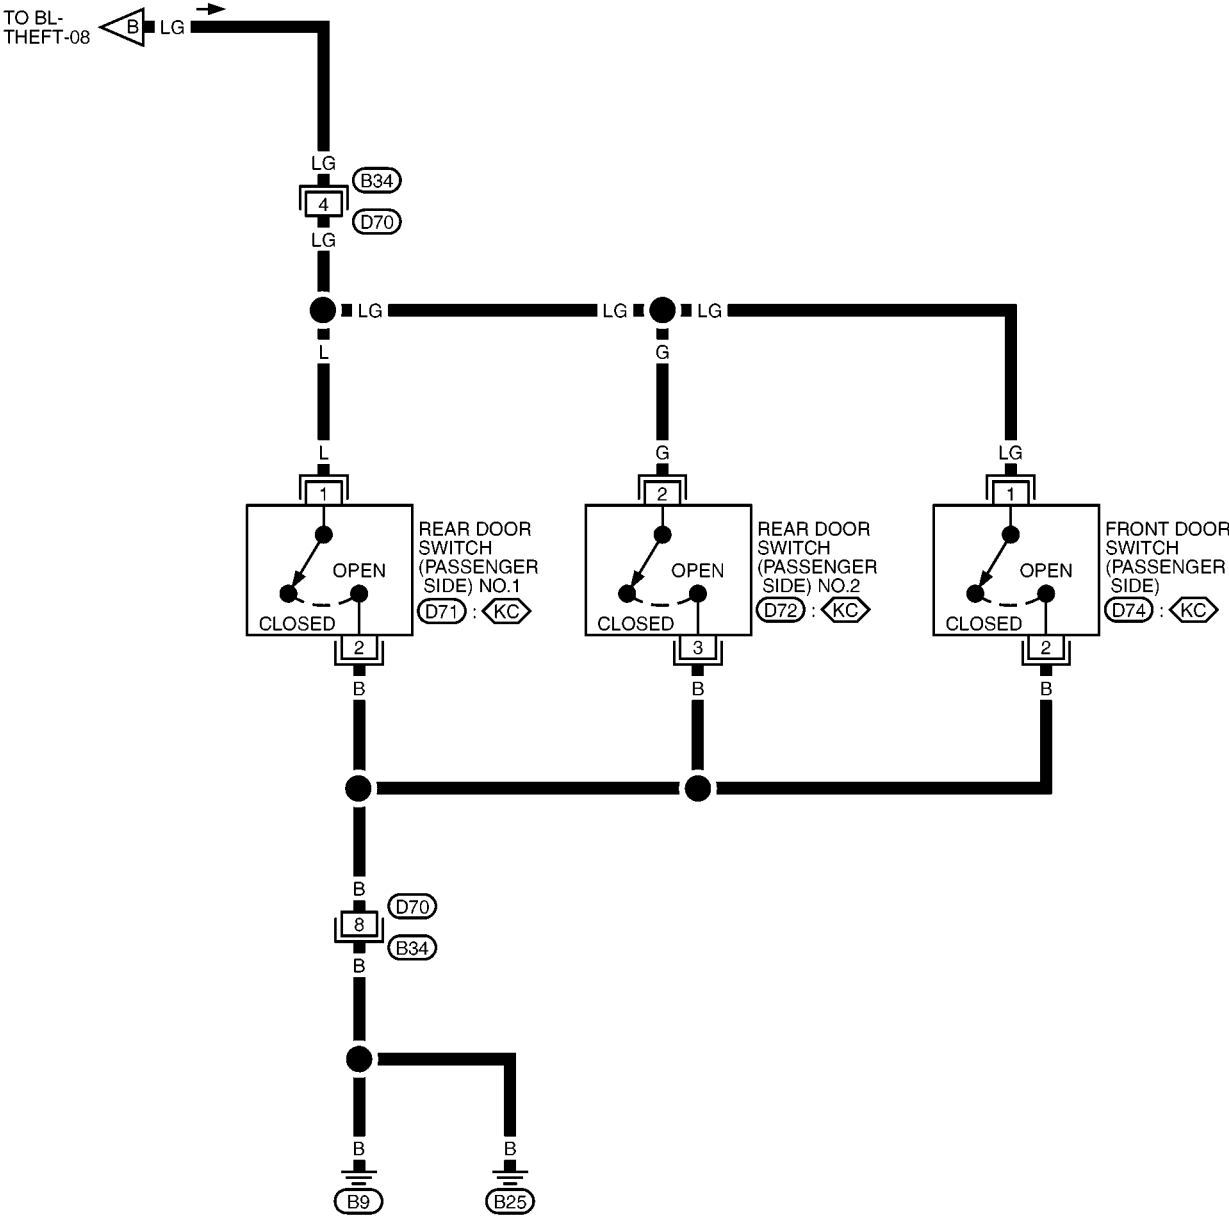 TO BL-
THEFT-08
B
LG
LG
B34
4
D70
LG
LG
LG
LG
L
G
L
G
LG
1
2
1
REAR DOOR
SWITCH
(PASSENGER
SIDE) NO.1
D71 : KC
OPEN
CLOSED
REAR DOOR
SWITCH
(PASSENGER
SIDE) NO.2
D72 : KC
OPEN
CLOSED
FRONT DOOR
SWITCH
(PASSENGER
SIDE)
D74 : KC
OPEN
CLOSED
2
3
2
B
B
B
B
D70
8
B34
B
B
B
B9
B25